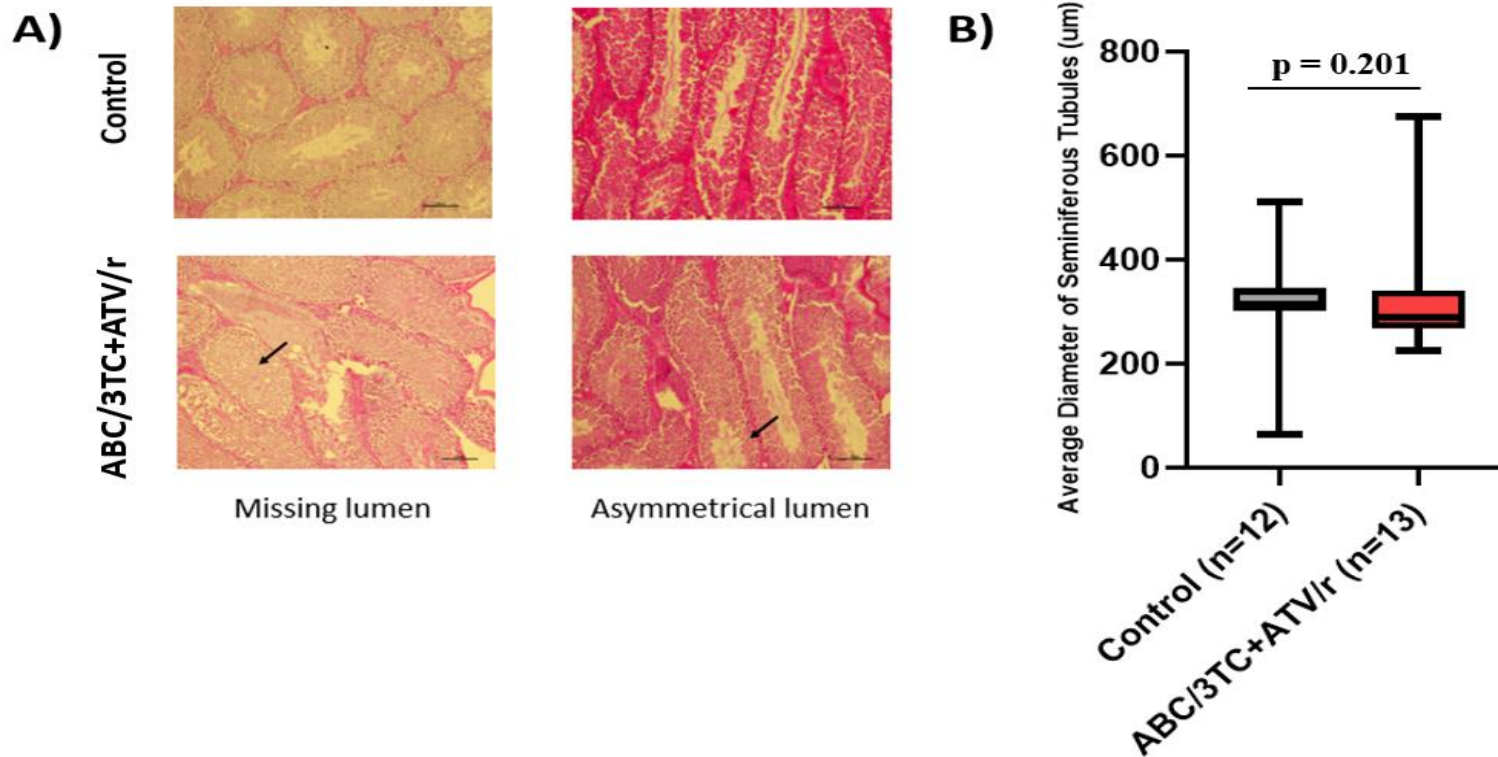 A)
Control
ABC/3TC+ATV/r
Missing lumen
Asymmetrical lumen
B)
Average Diameter of Seminiferous Tubules (um)
800
600
400
200
0
p = 0.201
Control (n=12)
ABC/3TC+ATV/r (n=13)